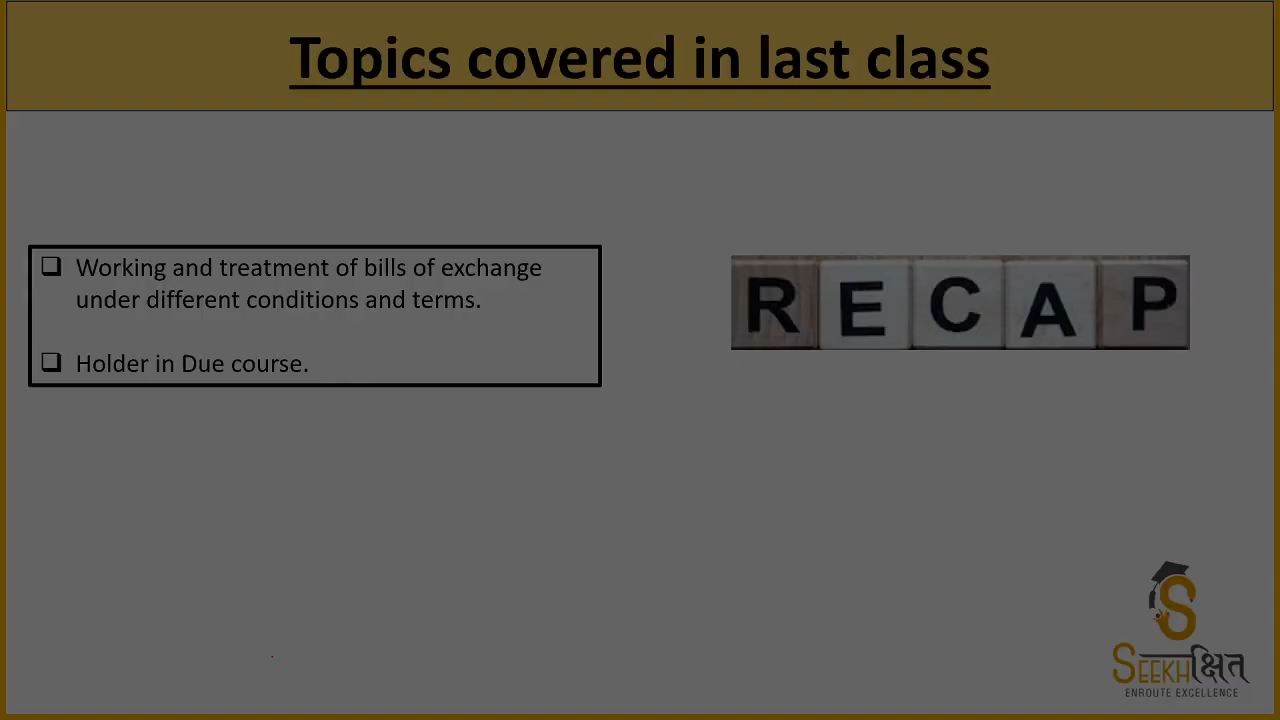 Topics covered in last class
❑ Working and treatment of bills of exchange
under different conditions and terms.
❑ Holder in Due course.
RECAP
S
SEEKHक्षित
ENROUTE EXCELLENCE